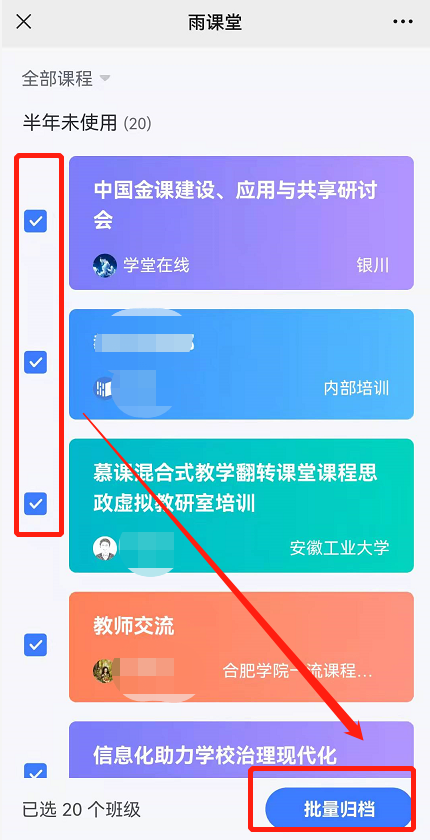 雨课堂
全部课程
半年未使用 (20)
中国金课建设、应用与共享研讨
会
学堂在线
银川
内部培训
慕课混合式教学翻转课堂课程思
政虚拟教研室培训
安徽工业大学
教师交流
合肥学院一流课程...
信息化助力学校治理现代化
已选 20 个班级
批量归档